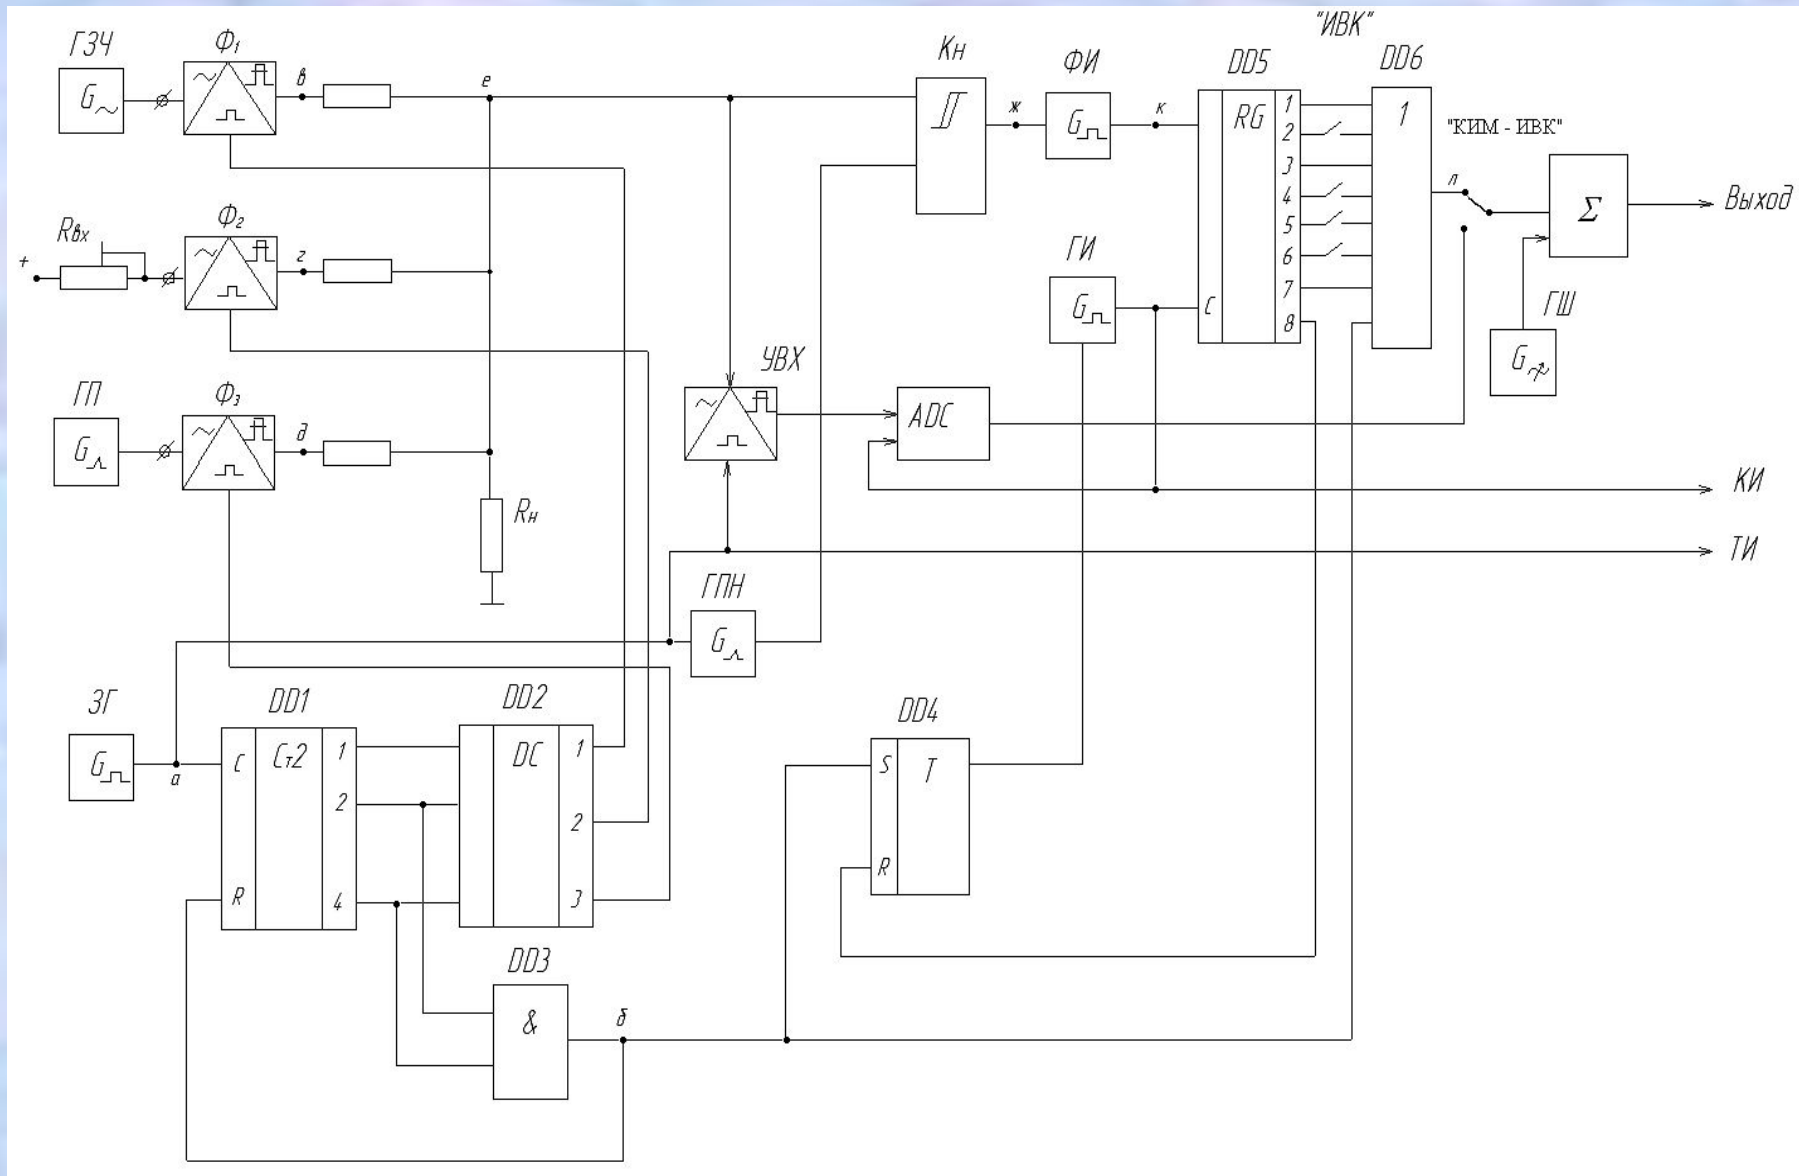 "ИВК"
ГЗЧ
Ф₁
Кн
ФИ
DD5
DD6
G
в
е
ж
G
к
RG
1
2
3
4
5
6
7
8
C
1
"КИМ - ИВК"
л
Σ
Выход
+
Rвх
Ф₂
г
ГИ
G
ГШ
G
УВХ
ADC
ГП
Ф₃
G
д
Rн
КИ
ТИ
ГПН
G
ЗГ
DD1
DD2
DD4
G
а
C
R
Ст2
1
2
4
DC
1
2
3
S
R
T
DD3
&
б